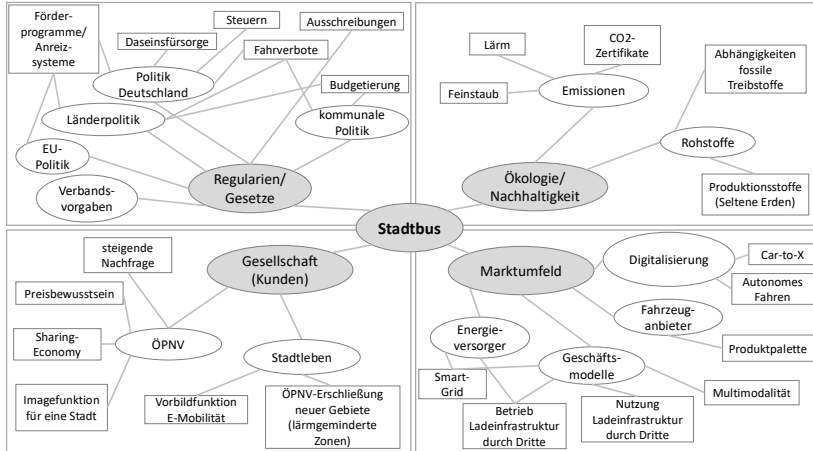 Förder-
programme/
Anreiz-
systeme
Steuern
Ausschreibungen
Daseinsfürsorge
Fahrverbote
Politik
Deutschland
Budgetierung
Länderpolitik
kommunale
Politik
EU-
Politik
Verbands-
vorgaben
Regularien/
Gesetze
Lärm
CO2-
Zertifikate
Abhängigkeiten
fossile
Treibstoffe
Feinstaub
Emissionen
Rohstoffe
Ökologie/
Nachhaltigkeit
Produktionsstoffe
(Seltene Erden)
Stadtbus
steigende
Nachfrage
Gesellschaft
(Kunden)
Preisbewusstsein
Sharing-
Economy
ÖPNV
Stadtleben
Imagefunktion
für eine Stadt
Vorbildfunktion
E-Mobilität
ÖPNV-Erschließung
neuer Gebiete
(lärmgeminderte
Zonen)
Marktumfeld
Digitalisierung
Car-to-X
Autonomes
Fahren
Fahrzeug-
anbieter
Energie-
versorger
Produktpalette
Geschäfts-
modelle
Smart-
Grid
Multimodalität
Betrieb
Ladeinfrastruktur
durch Dritte
Nutzung
Ladeinfrastruktur
durch Dritte